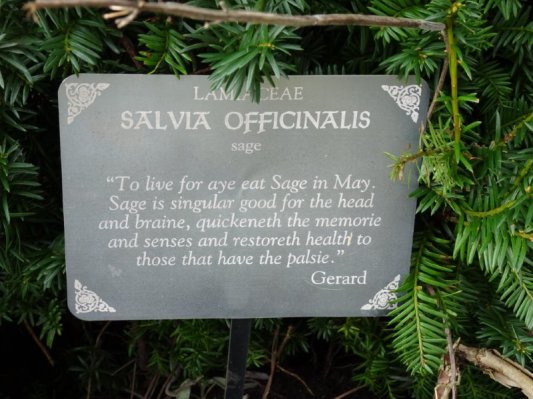 LAMIACEAE
SALVIA OFFICINALIS
sage
“To live for aye eat Sage in May.
Sage is singular good for the head
and braine, quickeneth the memorie
and senses and restoreth health to
those that have the palsie.”
Gerard